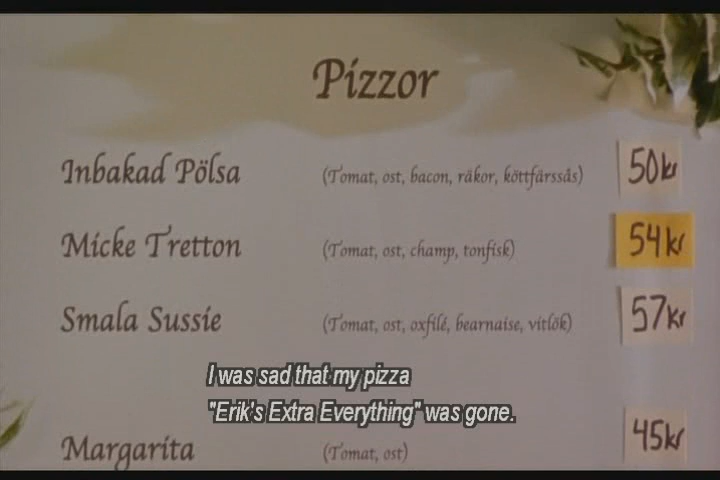 Pizzor
Inbakad Pölsa (Tomat, ost, bacon, räkor, köttfärssås) 50kr
Micke Tretton (Tomat, ost, champ, tonfisk) 54kr
Smala Sussie (Tomat, ost, oxfilé, bearnaise, vitlök) 57kr
I was sad that my pizza
"Erik's Extra Everything" was gone.
Margarita (Tomat, ost) 45kr